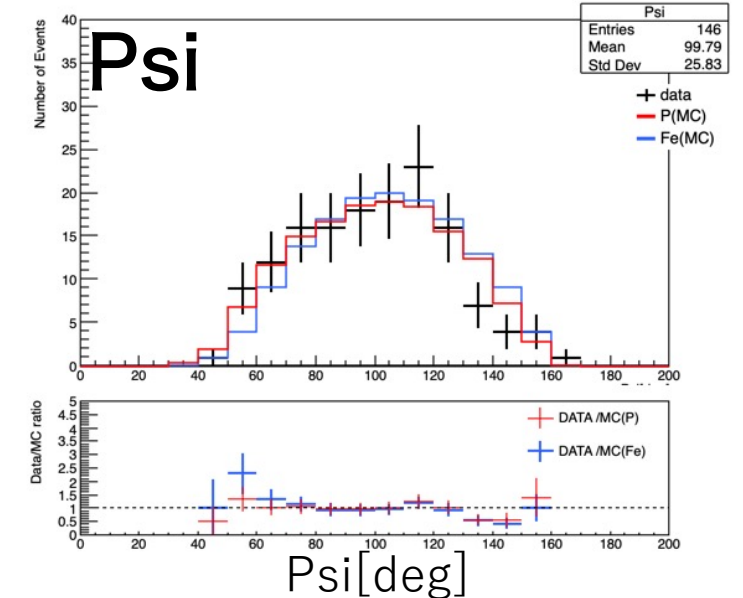 Psi
Psi
Entries 146
Mean 99.79
Std Dev 25.83
data
P(MC)
Fe(MC)
Number of Events
40
35
30
25
20
15
10
5
0
0 20 40 60 80 100 120 140 160 180 200
Data/MC ratio
DATA /MC(P)
DATA /MC(Fe)
5
4.5
4
3.5
3
2.5
2
1.5
1
0.5
0
0 20 40 60 80 100 120 140 160 180 200
Psi[deg]